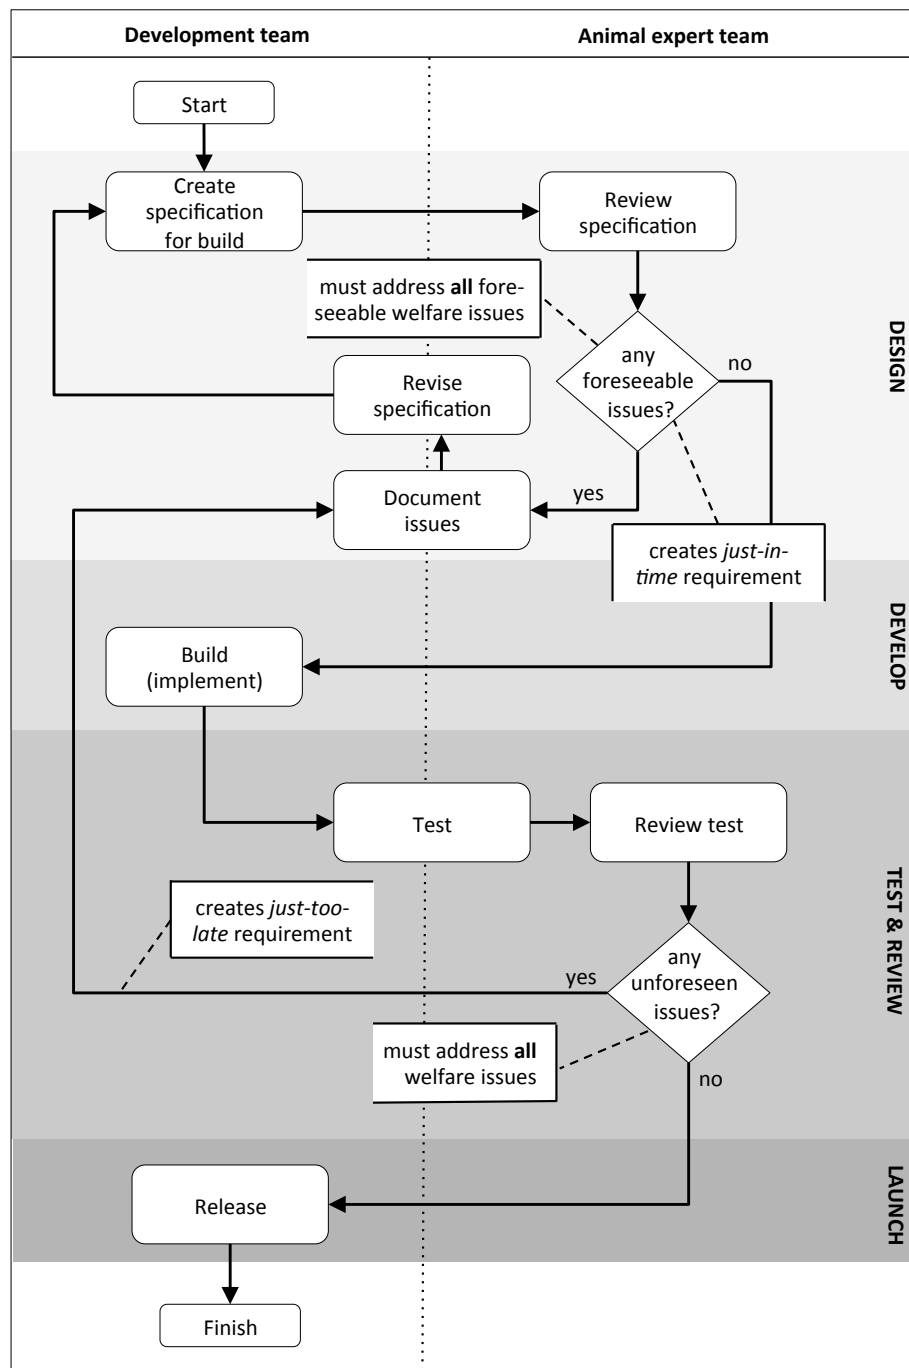 Development team
Animal expert team
Start
Create
specification
for build
Review
specification
must address all fore-
seeable welfare issues
any
foreseeable
issues?
no
Revise
specification
yes
Document
issues
creates just-in-
time requirement
DESIGN
Build
(implement)
DEVELOP
Test
Review test
creates just-too-
late requirement
yes
any
unforeseen
issues?
must address all
welfare issues
no
TEST & REVIEW
Release
LAUNCH
Finish